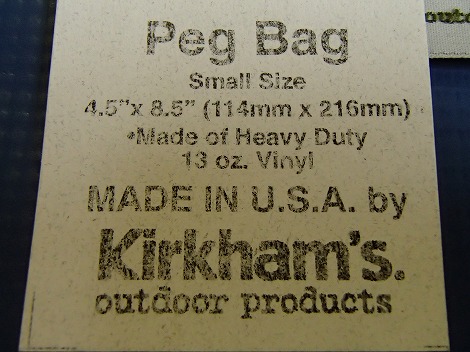 Peg Bag
Small Size
4.5"x 8.5" (114mm x 216mm)
•Made of Heavy Duty
13 oz. Vinyl
MADE IN U.S.A. by
Kirkham's.
outdoor products